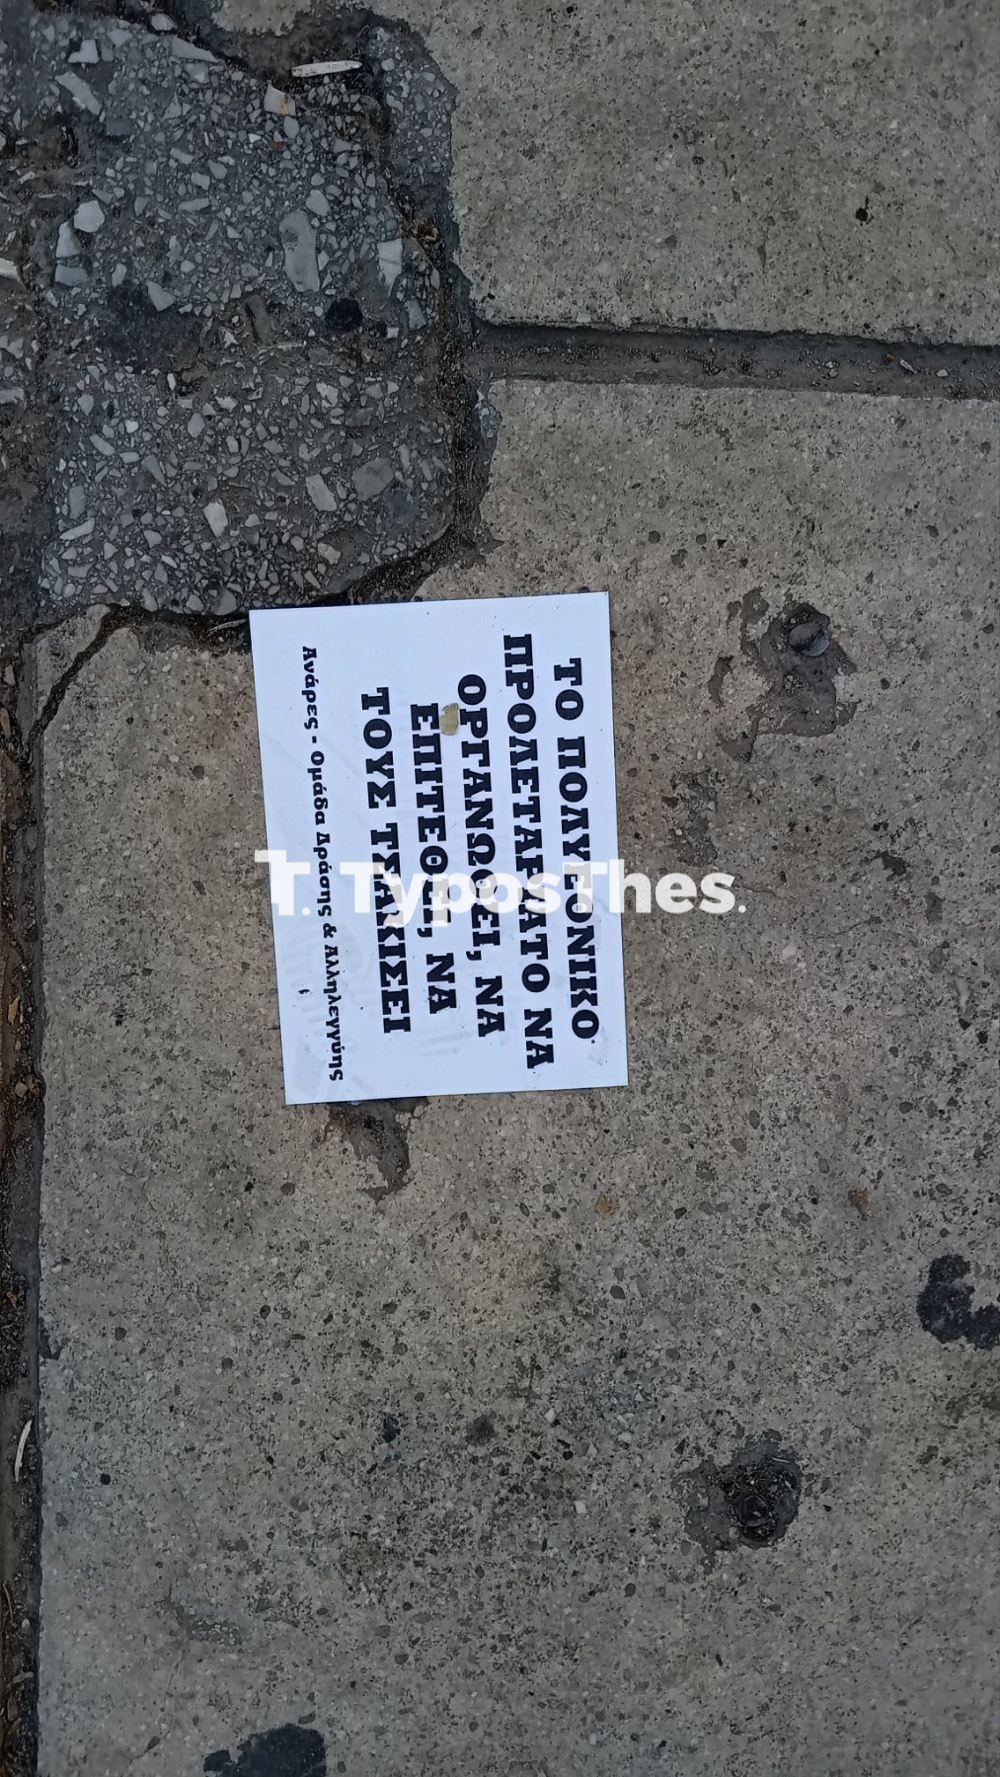 ΤΟ ΠΟΛΥΕΘΝΙΚΟ
ΠΡΟΛΕΤΑΡΙΑΤΟ ΝΑ
ΟΡΓΑΝΩΘΕΙ, ΝΑ
ΕΠΙΤΕΘΕΙ, ΝΑ
ΤΟΥΣ ΤΣΑΚΙΣΕΙ
Ανάρες - Ομάδα Δράσης & Αλληλεγγύης
T. TyposThes.